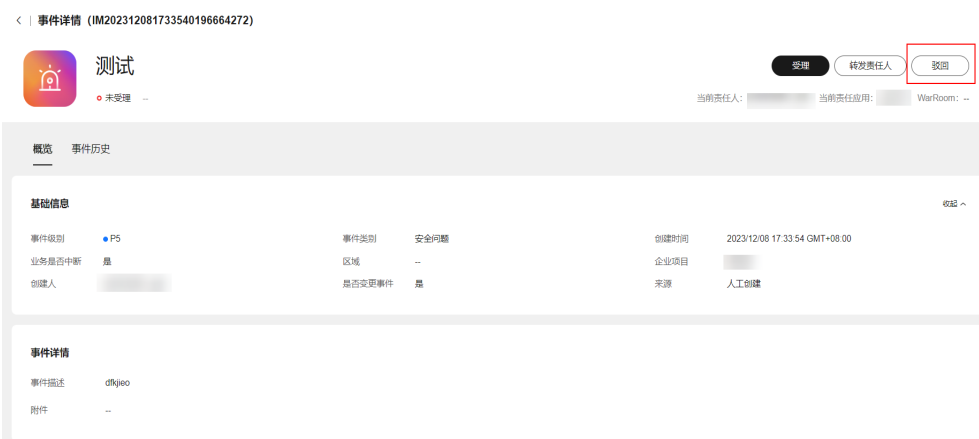 事件详情（IM202312081733540196664272）
测试
受理 转发责任人 驳回
未受理 --
当前责任人： 当前责任应用： WarRoom： --
概览 事件历史
基础信息 收起
事件级别 P5 事件类别 安全问题 创建时间 2023/12/08 17:33:54 GMT+08:00
业务是否中断 是 区域 -- 企业项目
创建人 是否变更事件 是 来源 人工创建
事件详情
事件描述 dfkjieo
附件 --